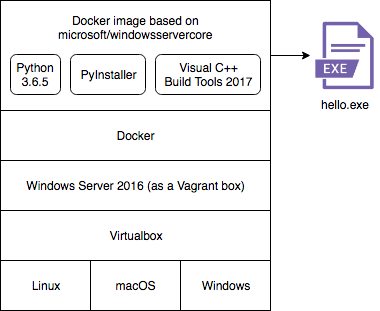 Docker image based on
microsoft/windowsservercore
Python
3.6.5
PyInstaller
Visual C++
Build Tools 2017
EXE
hello.exe
Docker
Windows Server 2016 (as a Vagrant box)
Virtualbox
Linux
macOS
Windows